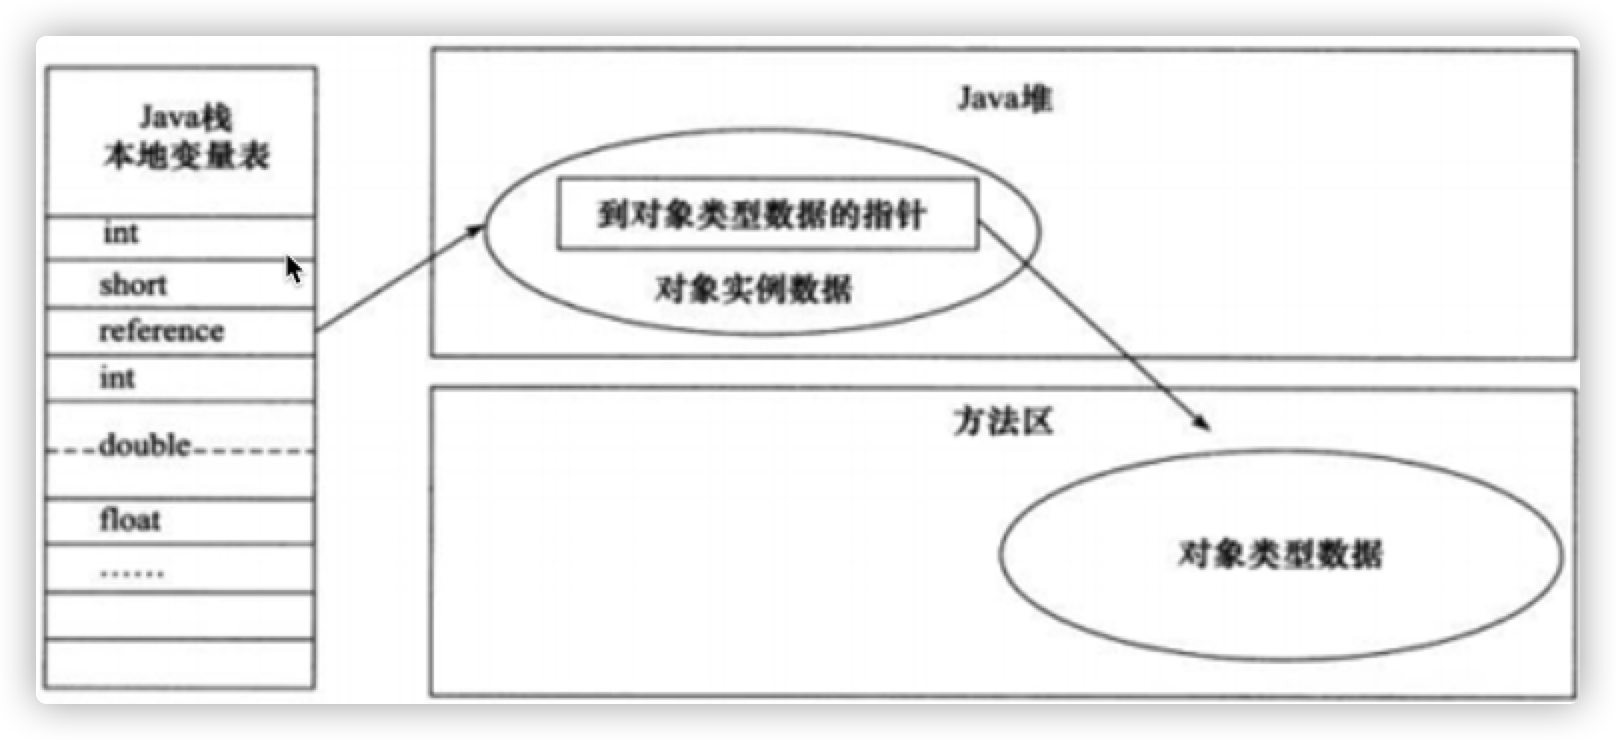 Java栈
本地变量表
int
short
reference
int
double
float
……
Java堆
到对象类型数据的指针
对象实例数据
方法区
对象类型数据